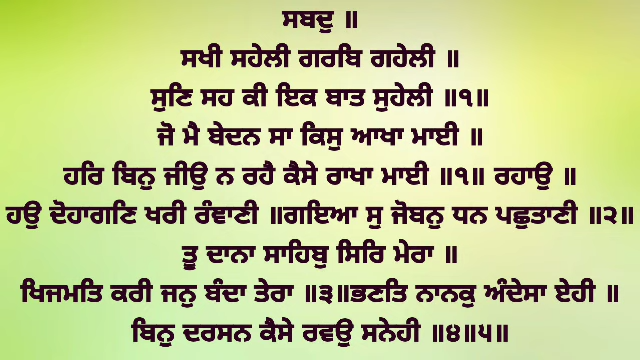 ਸਬਦੁ ॥
ਸਖੀ ਸਹੇਲੀ ਗਰਬਿ ਗਹੇਲੀ ॥
ਸੁਣਿ ਸਹ ਕੀ ਇਕ ਬਾਤ ਸੁਹੇਲੀ ॥੧॥
ਜੋ ਮੈ ਬੇਦਨ ਸਾ ਕਿਸੁ ਆਖਾ ਮਾਈ ॥
ਹਰਿ ਬਿਨੁ ਜੀਉ ਨ ਰਹੈ ਕੈਸੇ ਰਾਖਾ ਮਾਈ ॥੧॥ ਰਹਾਉ ॥
ਹਉ ਦੋਹਾਗਣਿ ਖਰੀ ਰੰਞਾਣੀ ॥ਗਇਆ ਸੁ ਜੋਬਨੁ ਧਨ ਪਛੁਤਾਣੀ ॥੨॥
ਤੂ ਦਾਨਾ ਸਾਹਿਬੁ ਸਿਰਿ ਮੇਰਾ ॥
ਖਿਜਮਤਿ ਕਰੀ ਜਨੁ ਬੰਦਾ ਤੇਰਾ ॥੩॥ਭਣਤਿ ਨਾਨਕੁ ਅੰਦੇਸਾ ਏਹੀ ॥
ਬਿਨੁ ਦਰਸਨ ਕੈਸੇ ਰਵਉ ਸਨੇਹੀ ॥੪॥੫॥